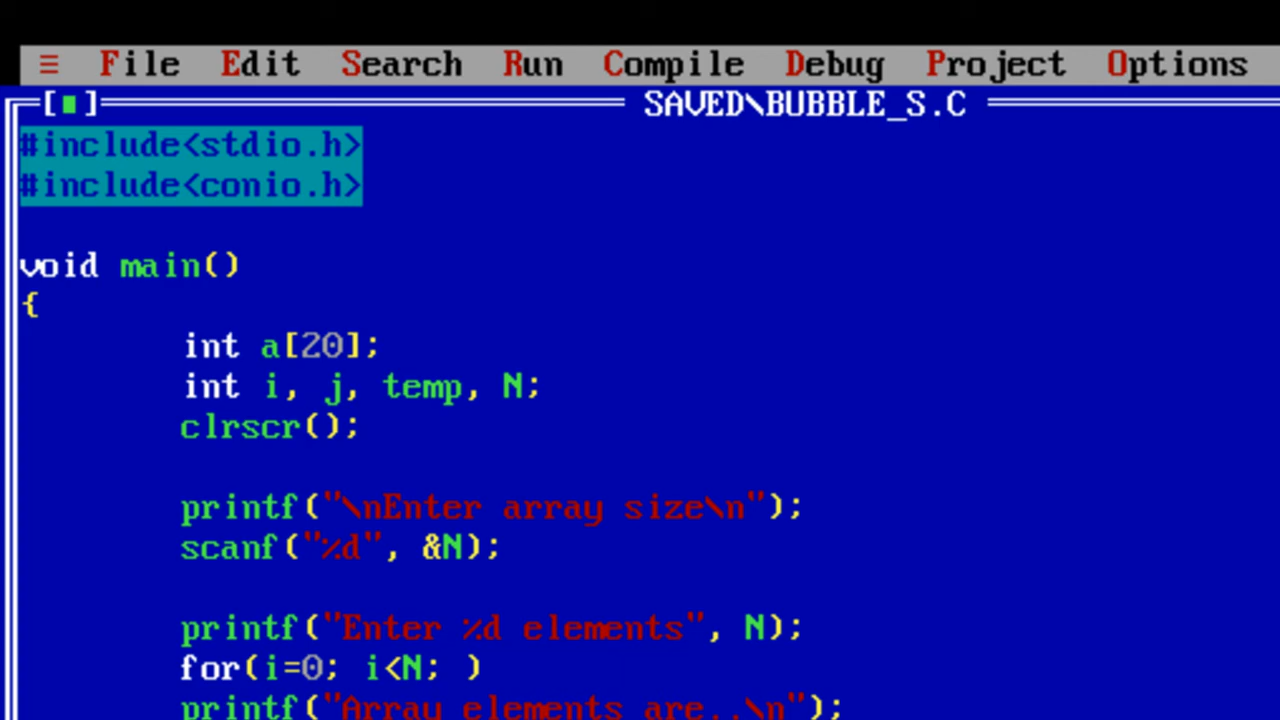 ≡ File Edit Search Run Compile Debug Project Options
[■] SAVED\BUBBLE_S.C
#include<stdio.h>
#include<conio.h>
void main()
{
int a[20];
int i, j, temp, N;
clrscr();
printf("\nEnter array size\n");
scanf("%d", &N);
printf("Enter %d elements", N);
for(i=0; i<N; )
printf("Array elements are..\n");